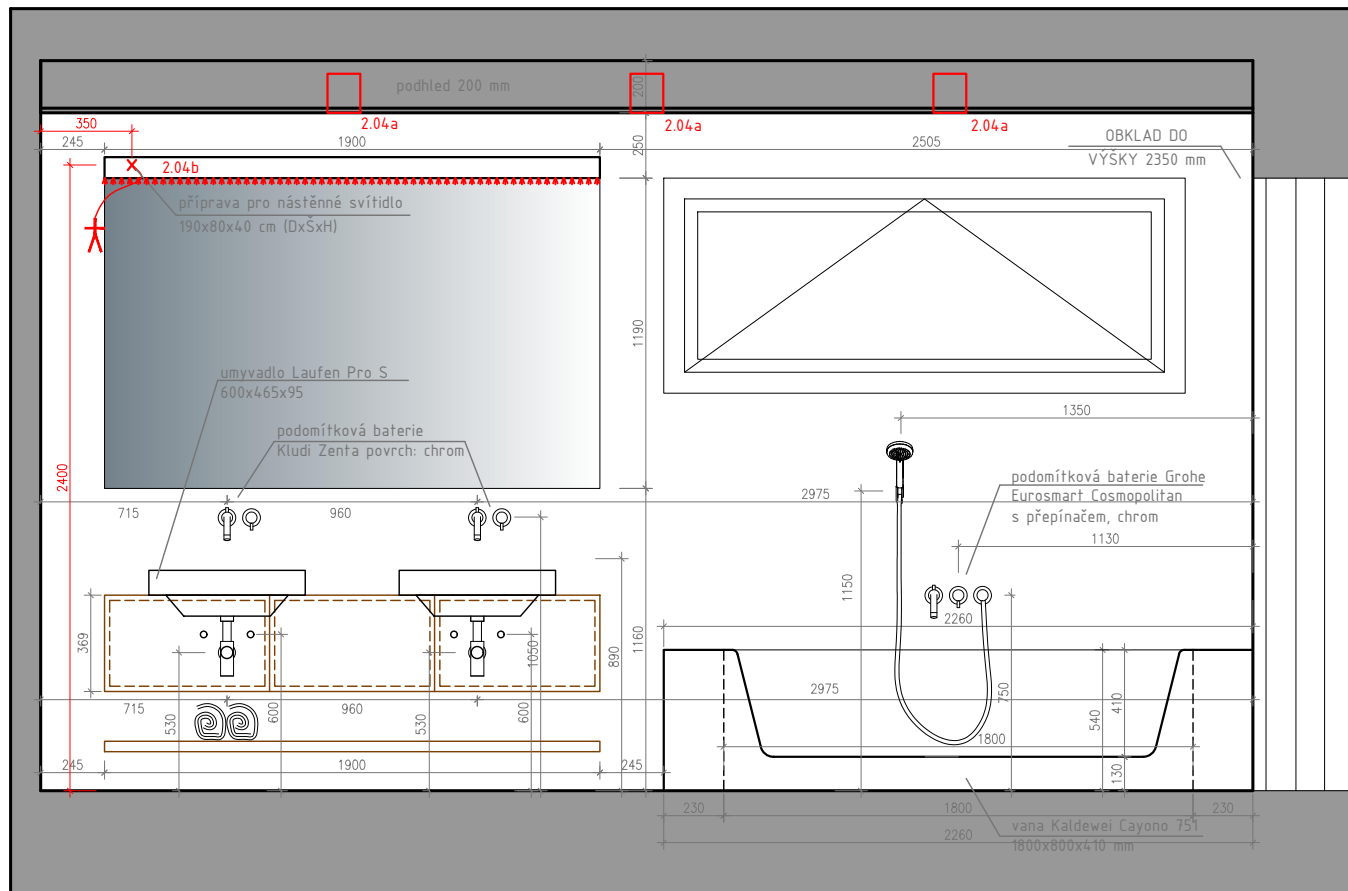 podhled 200 mm
200
2.04a
2.04a
2.04a
350
245
1900
250
2505
OBKLAD DO
VÝŠKY 2350 mm
2.04b
příprava pro nástěnné svítidlo
190x80x40 cm (DxŠxH)
1190
umyvadlo Laufen Pro S
600x465x95
podomítková baterie
Kludi Zenta povrch: chrom
1350
2400
podomítková baterie Grohe
Eurosmart Cosmopolitan
s přepínačem, chrom
715
960
2975
1130
1150
2260
369
1050
890
1160
750
540
410
715
960
2975
530
600
530
600
1800
245
1900
245
130
230
1800
230
vana Kaldewei Cayono 751
1800x800x410 mm
2260